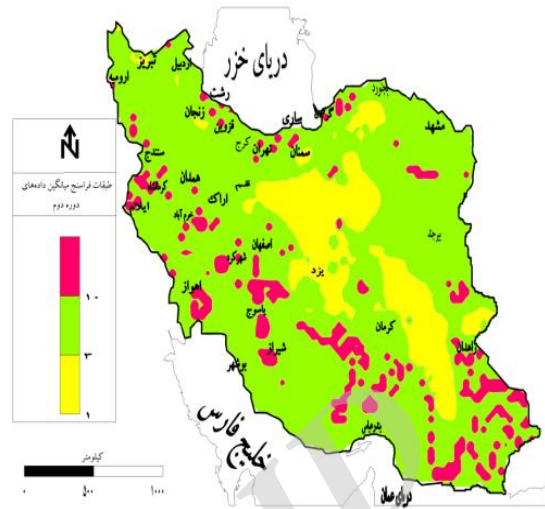 دریای خزر
تبریز
اردبیل
ارومیه
رشت
زنجان
قزوین
گرگان
بجنورد
مشهد
ساری
سمنان
تهران
کرج
قم
سنندج
همدان
کرمانشاه
اراک
ایلام
خرم آباد
بیرجند
اصفهان
شهرکرد
یزد
اهواز
یاسوج
کرمان
زاهدان
شیراز
بوشهر
بندرعباس
خلیج فارس
دریای عمان
N
طبقات فراسنج میانگین داده‌های
دوره دوم
۱۰
۳
۱
کیلومتر
۰ ۵۰۰ ۱۰۰۰